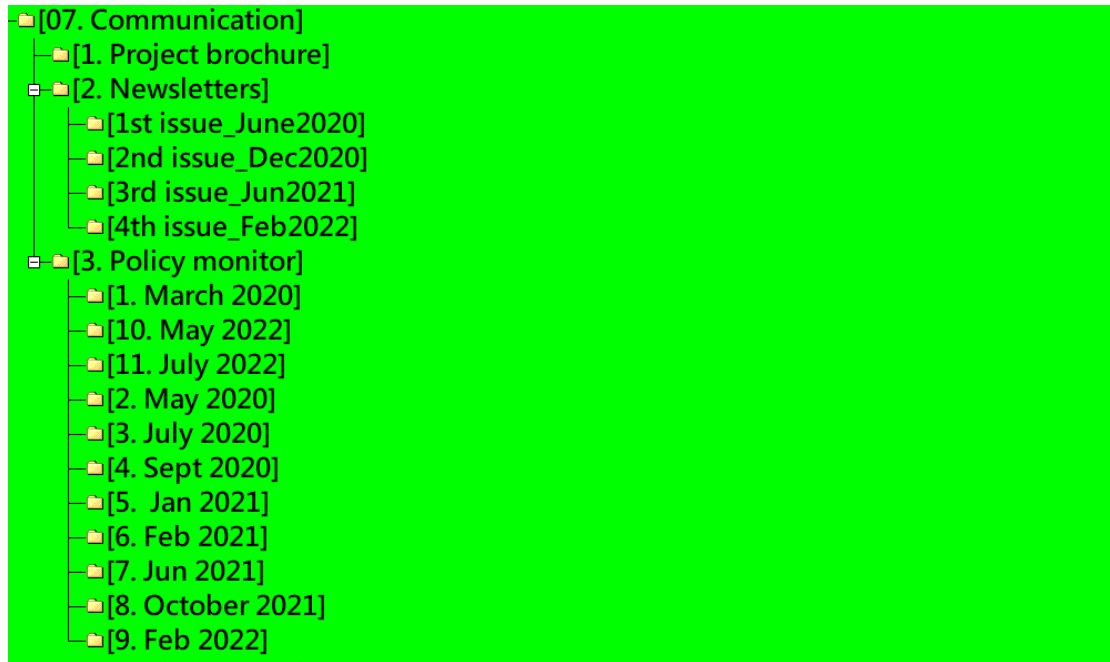 [07. Communication]
[1. Project brochure]
[2. Newsletters]
[1st issue_June2020]
[2nd issue_Dec2020]
[3rd issue_Jun2021]
[4th issue_Feb2022]
[3. Policy monitor]
[1. March 2020]
[10. May 2022]
[11. July 2022]
[2. May 2020]
[3. July 2020]
[4. Sept 2020]
[5.  Jan 2021]
[6. Feb 2021]
[7. Jun 2021]
[8. October 2021]
[9. Feb 2022]